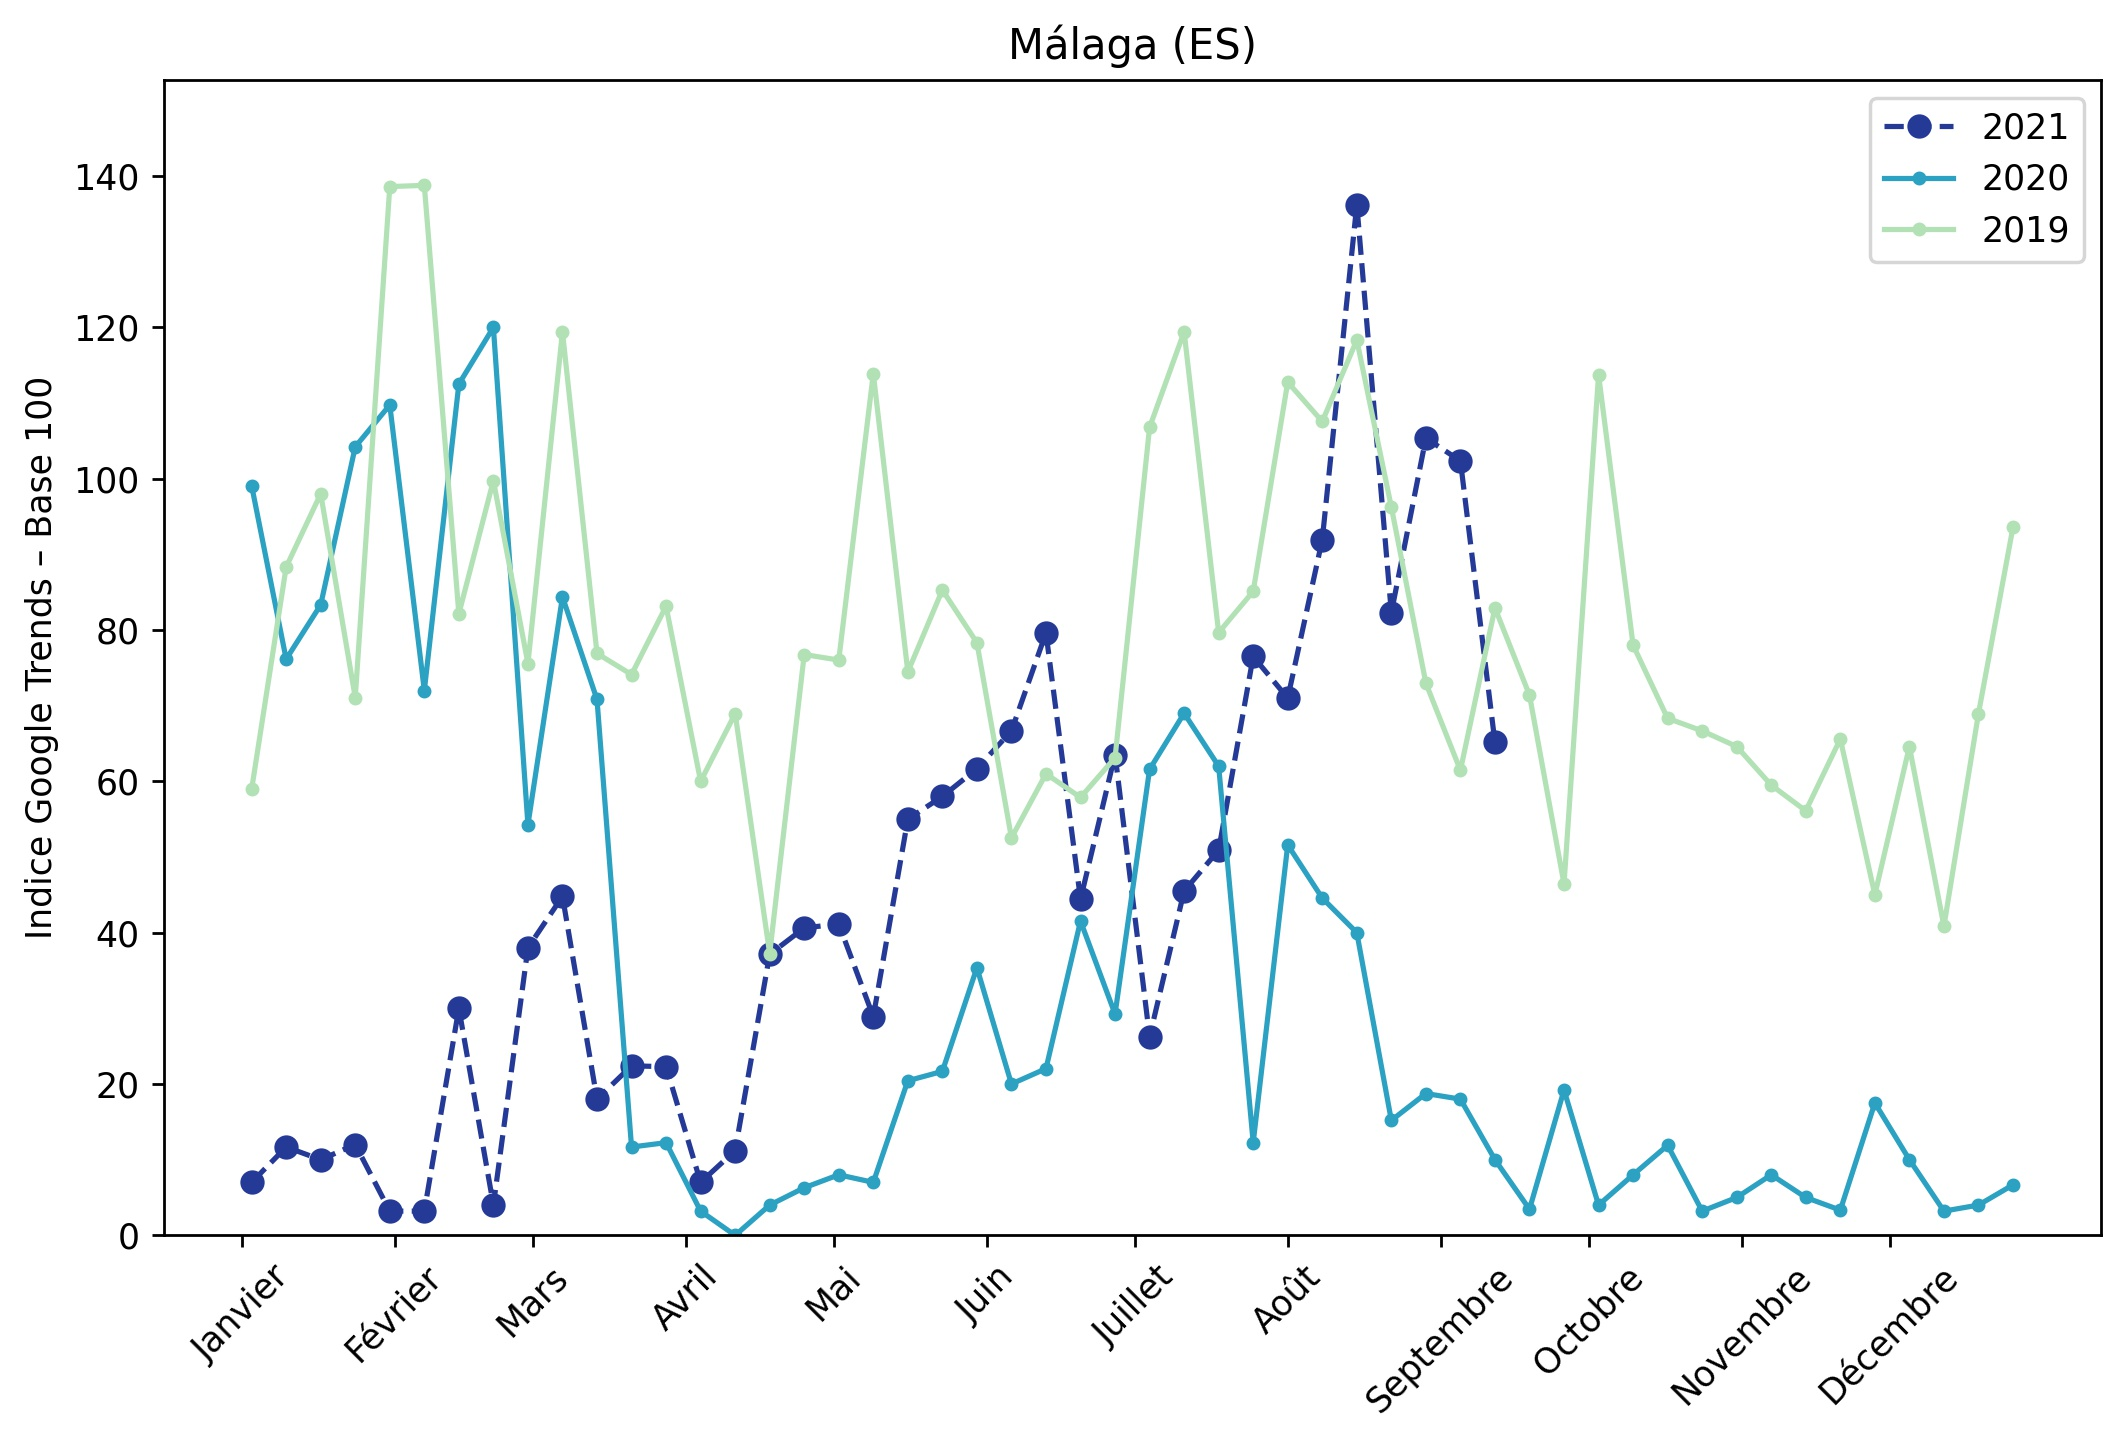 Málaga (ES)
Indice Google Trends – Base 100
140
120
100
80
60
40
20
0
2021
2020
2019
Janvier
Février
Mars
Avril
Mai
Juin
Juillet
Août
Septembre
Octobre
Novembre
Décembre